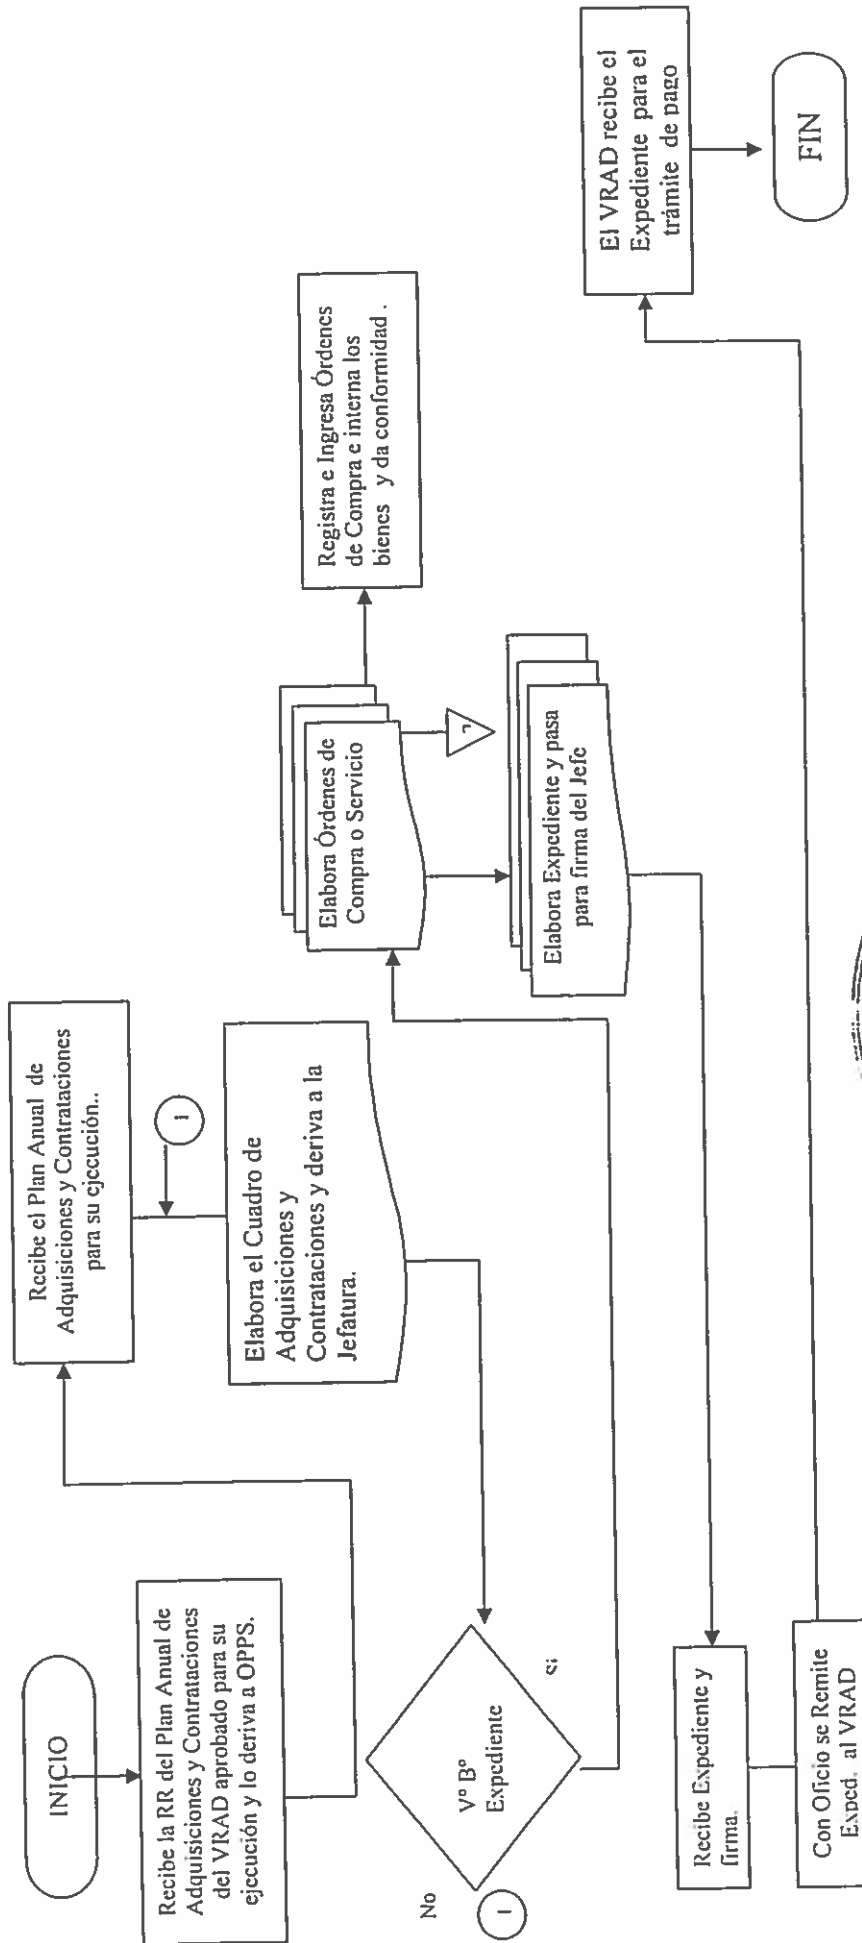 INICIO
Recibe la RR del Plan Anual de
Adquisiciones y Contrataciones
del VRAD aprobado para su
ejecución y lo deriva a OPPS.
Recibe el Plan Anual de
Adquisiciones y Contrataciones
para su ejecución..
1
Elabora el Cuadro de
Adquisiciones y
Contrataciones y deriva a la
Jefatura.
V° B°
Expediente
No
1
Si
Elabora Órdenes de
Compra o Servicio
Registra e Ingresa Órdenes
de Compra e interna los
bienes y da conformidad .
Elabora Expediente y pasa
para firma del Jefe
Recibe Expediente y
firma.
Con Oficio se Remite
Exped. al VRAD
El VRAD recibe el
Expediente para el
trámite de pago
FIN